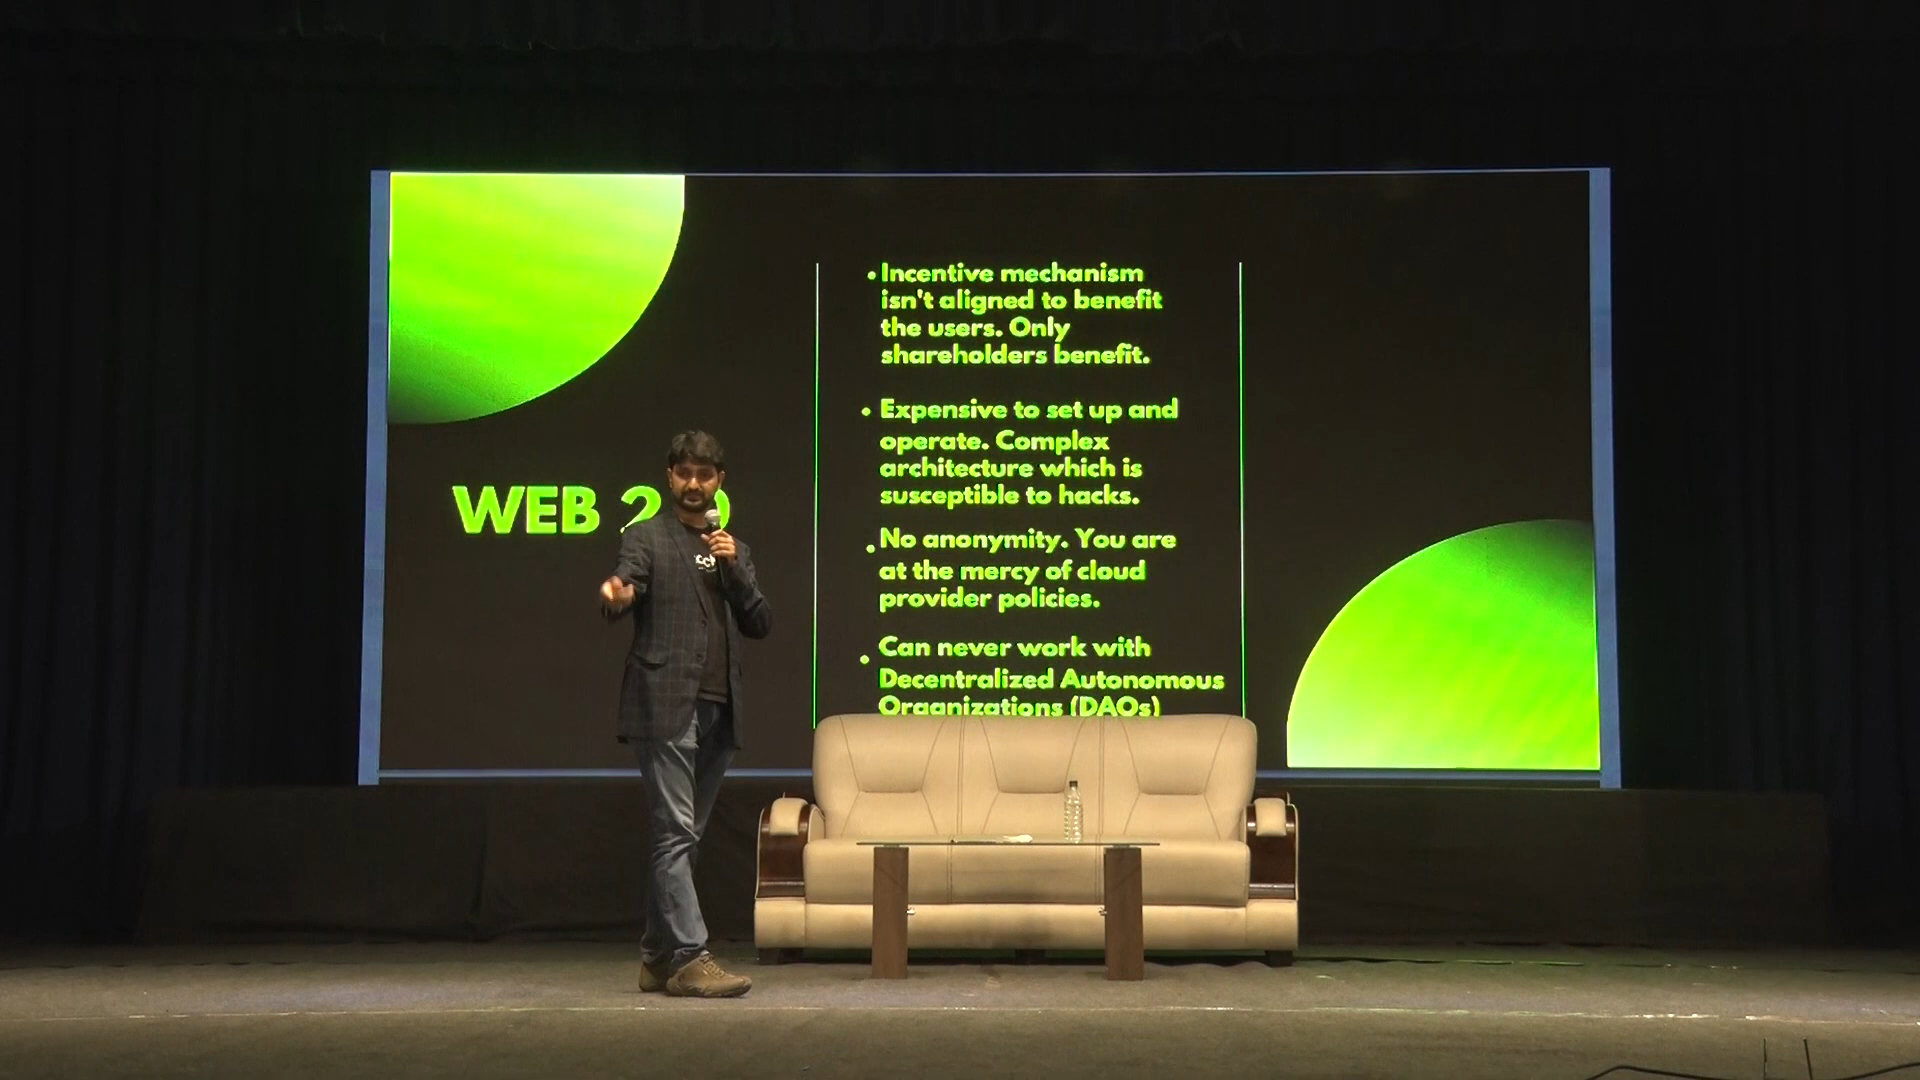 WEB 2.0
• Incentive mechanism
isn't aligned to benefit
the users. Only
shareholders benefit.
• Expensive to set up and
operate. Complex
architecture which is
susceptible to hacks.
• No anonymity. You are
at the mercy of cloud
provider policies.
• Can never work with
Decentralized Autonomous
Organizations (DAOs)